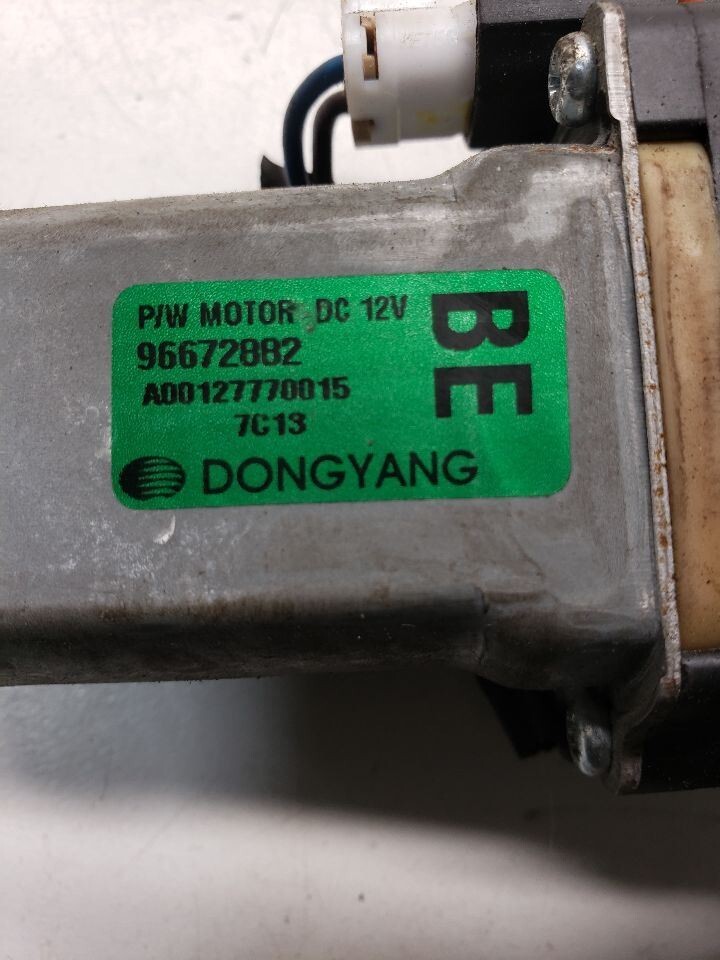 P/W MOTOR DC 12V
96672882
A00127770015
7C13
DONGYANG
BE